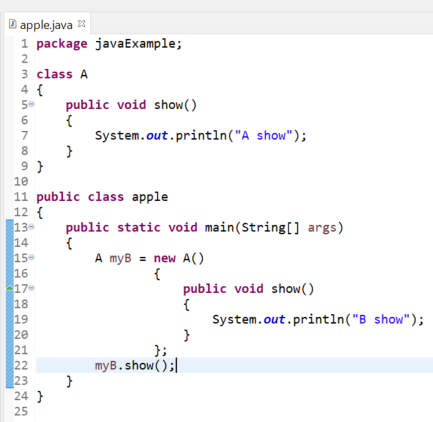 apple.java
1 package javaExample;
2
3 class A
4 {
5 public void show()
6 {
7 System.out.println("A show");
8 }
9 }
10
11 public class apple
12 {
13 public static void main(String[] args)
14 {
15 A myB = new A()
16 {
17 public void show()
18 {
19 System.out.println("B show");
20 }
21 };
22 myB.show();
23 }
24 }
25